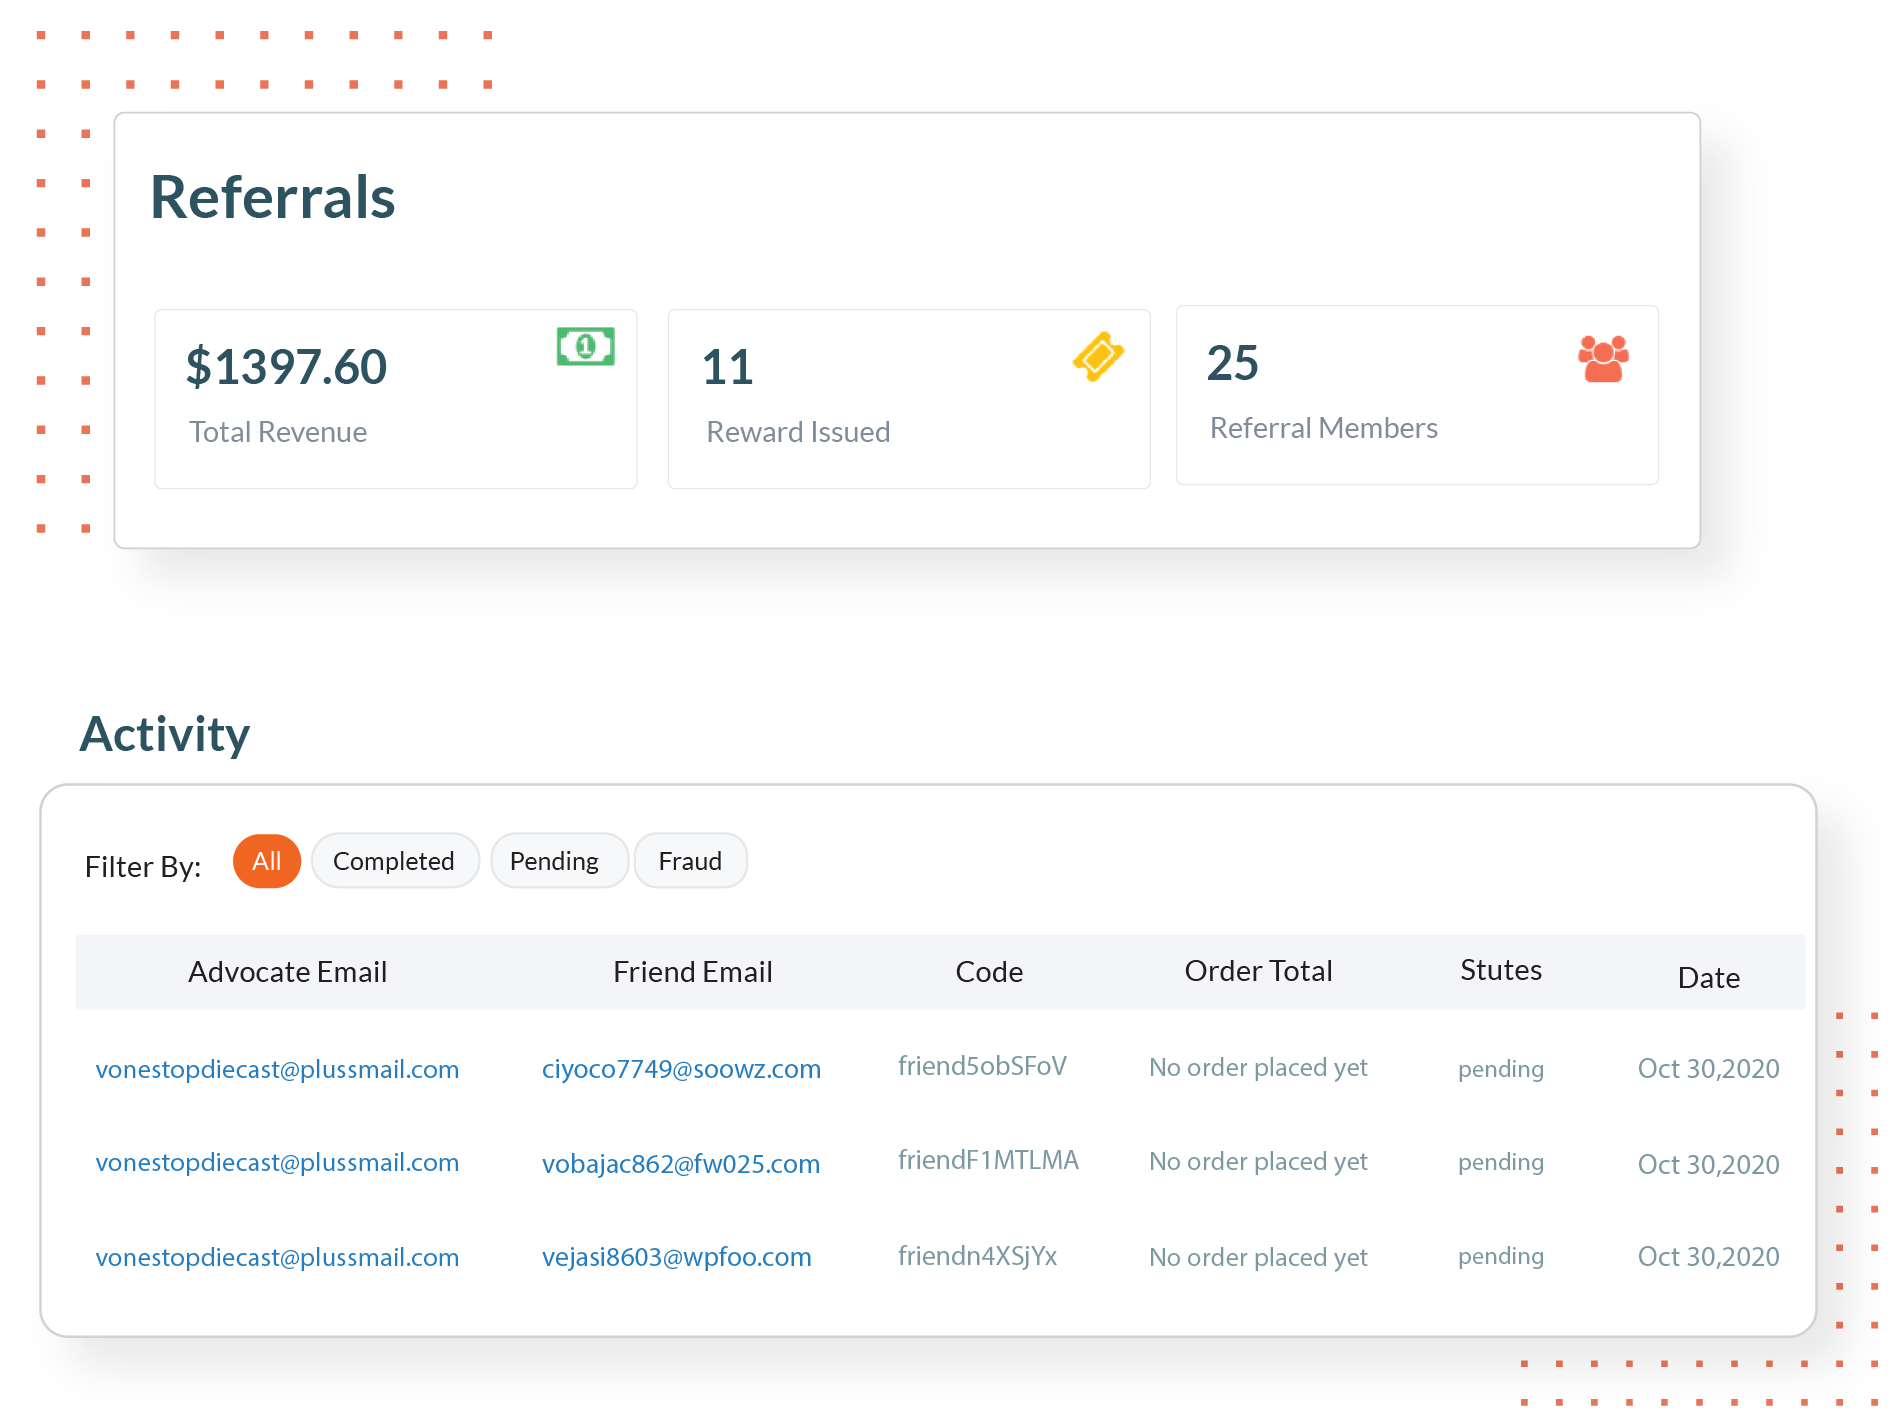 Referrals
$1397.60
Total Revenue
11
Reward Issued
25
Referral Members
Activity
Filter By: All Completed Pending Fraud
Advocate Email Friend Email Code Order Total Stutes Date
vonestopdiecast@plussmail.com ciyoco7749@soowz.com friend5obSFoV No order placed yet pending Oct 30,2020
vonestopdiecast@plussmail.com vobajac862@fw025.com friendF1MTLMA No order placed yet pending Oct 30,2020
vonestopdiecast@plussmail.com vejasi8603@wpfoo.com friendn4XSjYx No order placed yet pending Oct 30,2020